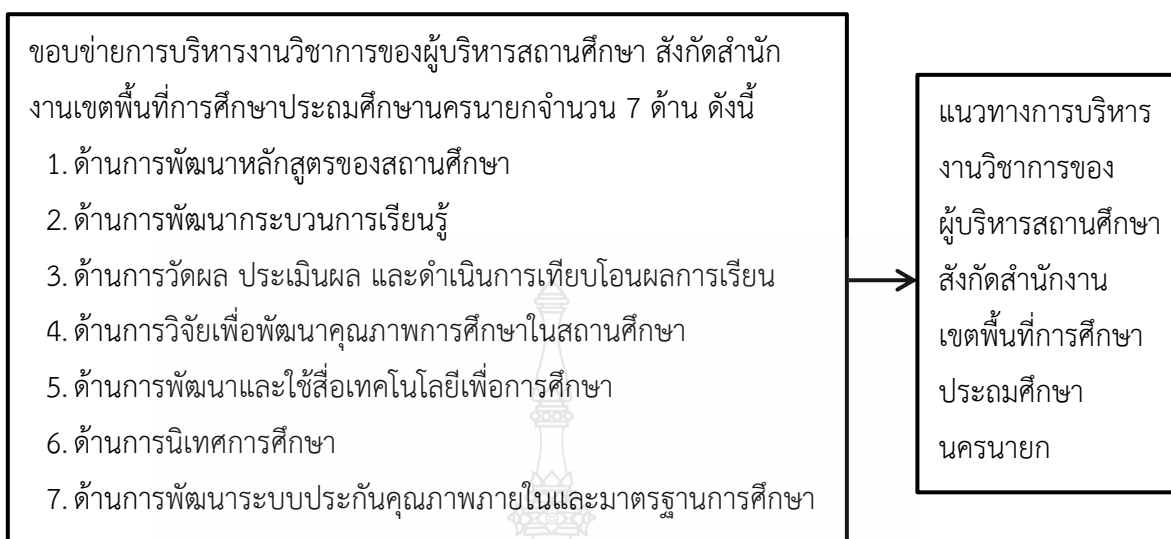 ขอบข่ายการบริหารงานวิชาการของผู้บริหารสถานศึกษา สังกัดสำนัก
งานเขตพื้นที่การศึกษาประถมศึกษานครนายกจำนวน 7 ด้าน ดังนี้
1. ด้านการพัฒนาหลักสูตรของสถานศึกษา
2. ด้านการพัฒนากระบวนการเรียนรู้
3. ด้านการวัดผล ประเมินผล และดำเนินการเทียบโอนผลการเรียน
4. ด้านการวิจัยเพื่อพัฒนาคุณภาพการศึกษาในสถานศึกษา
5. ด้านการพัฒนาและใช้สื่อเทคโนโลยีเพื่อการศึกษา
6. ด้านการนิเทศการศึกษา
7. ด้านการพัฒนาระบบประกันคุณภาพภายในและมาตรฐานการศึกษา
แนวทางการบริหาร
งานวิชาการของ
ผู้บริหารสถานศึกษา
สังกัดสำนักงาน
เขตพื้นที่การศึกษา
ประถมศึกษา
นครนายก